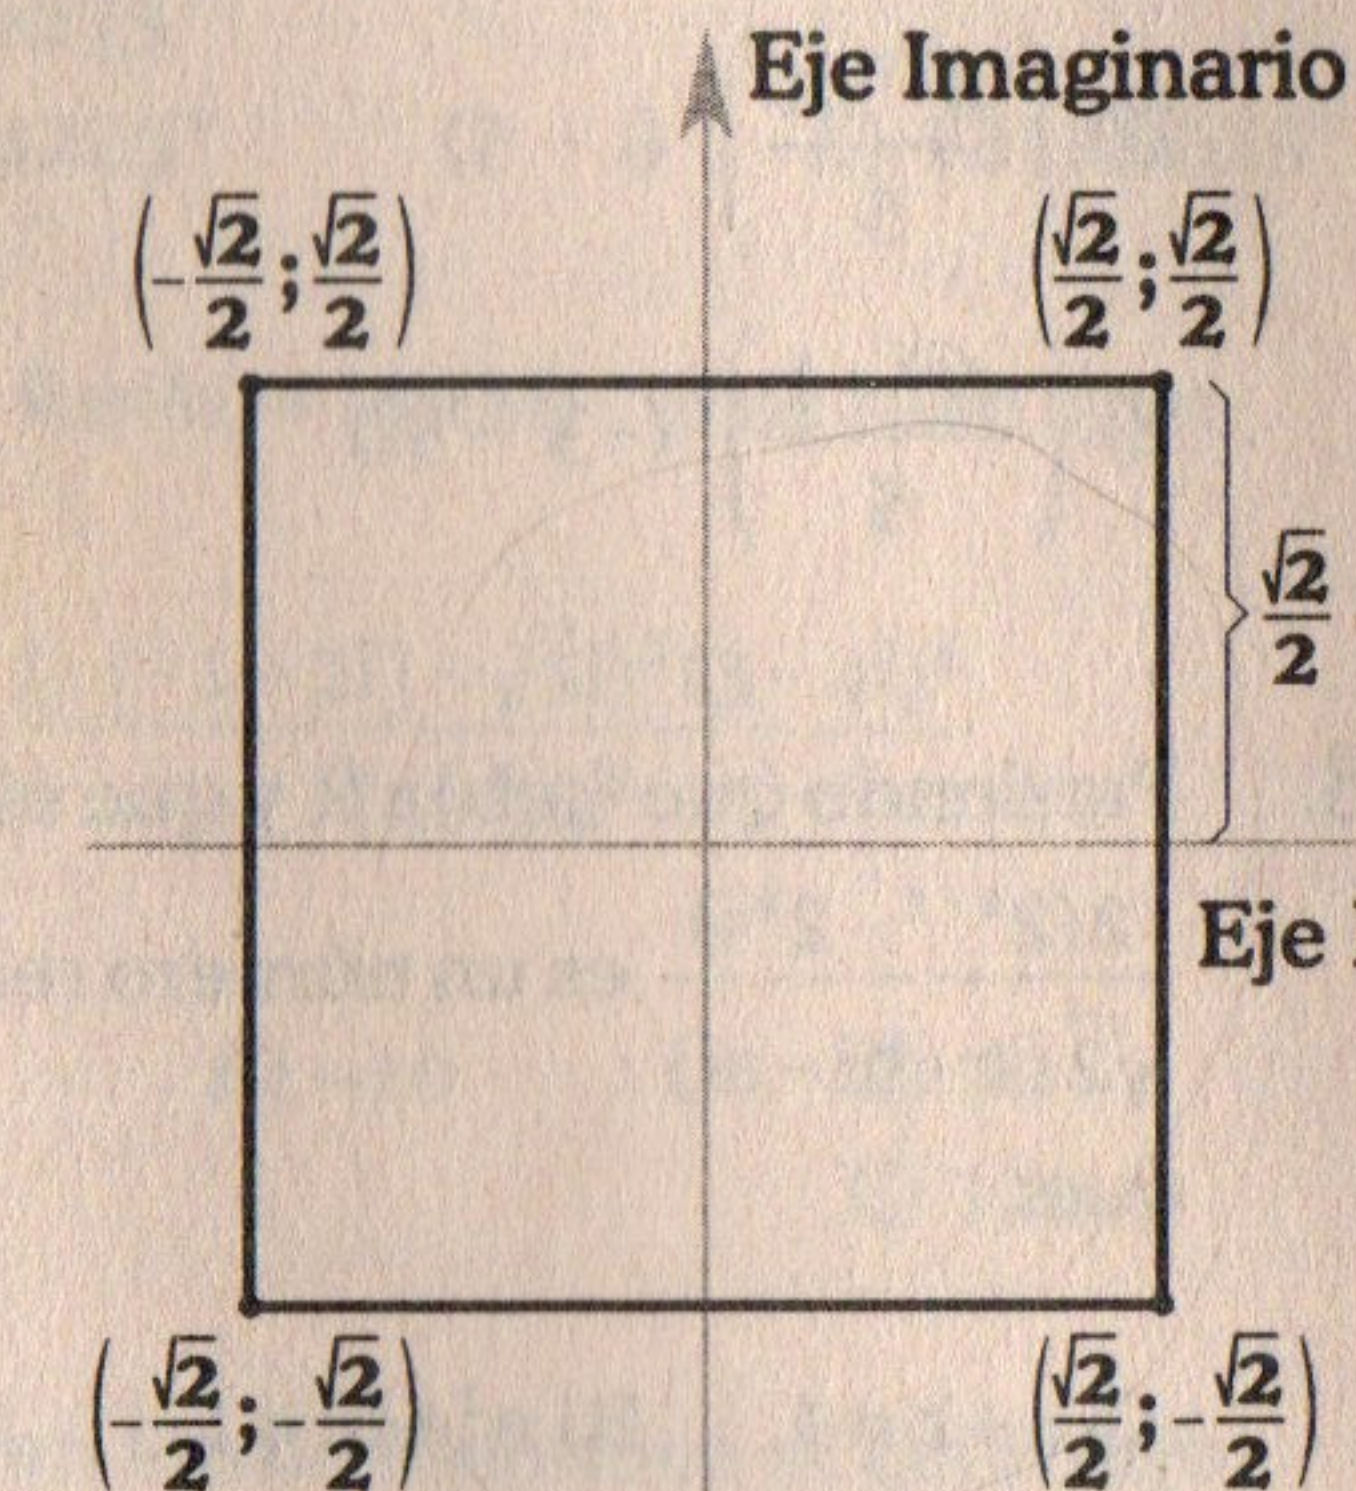 Eje Imaginario
(-√2/2 ; √2/2) (√2/2 ; √2/2)
√2/2
Eje
(-√2/2 ; -√2/2) (√2/2 ; -√2/2)